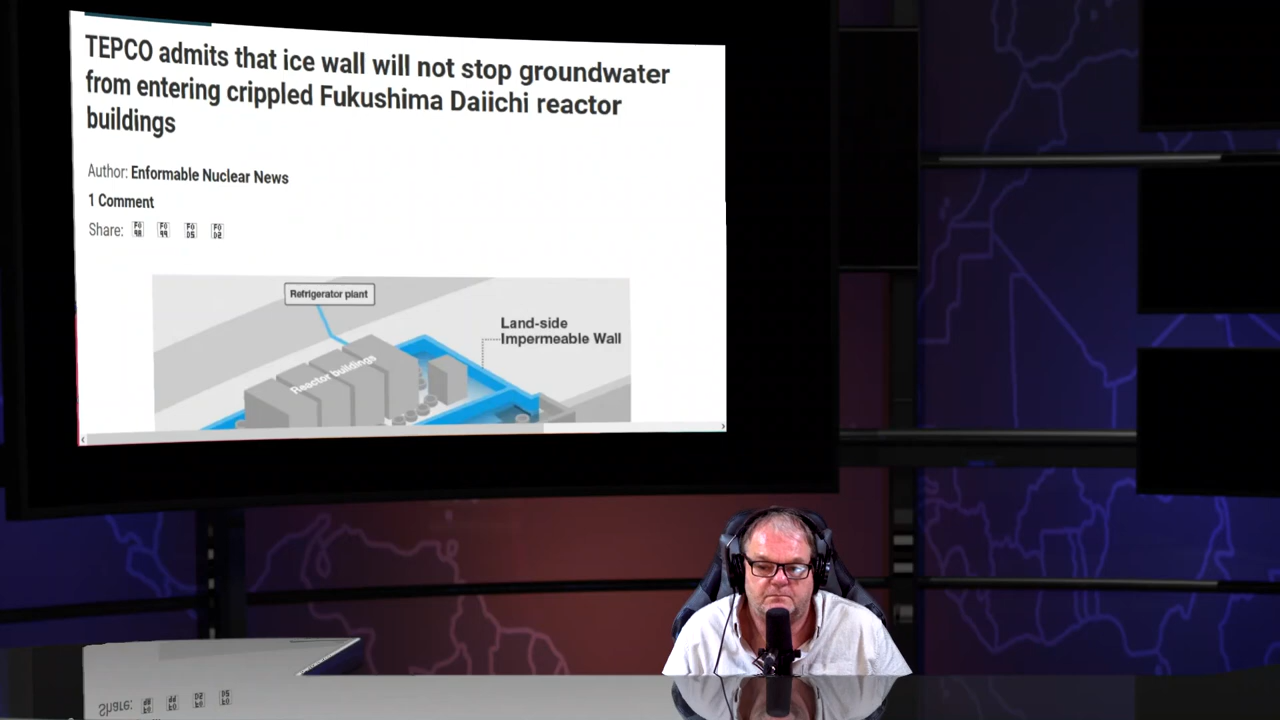 TEPCO admits that ice wall will not stop groundwater
from entering crippled Fukushima Daiichi reactor
buildings
Author: Enformable Nuclear News
1 Comment
Share:
Refrigerator plant
Land-side
Impermeable Wall
Reactor buildings
Share: